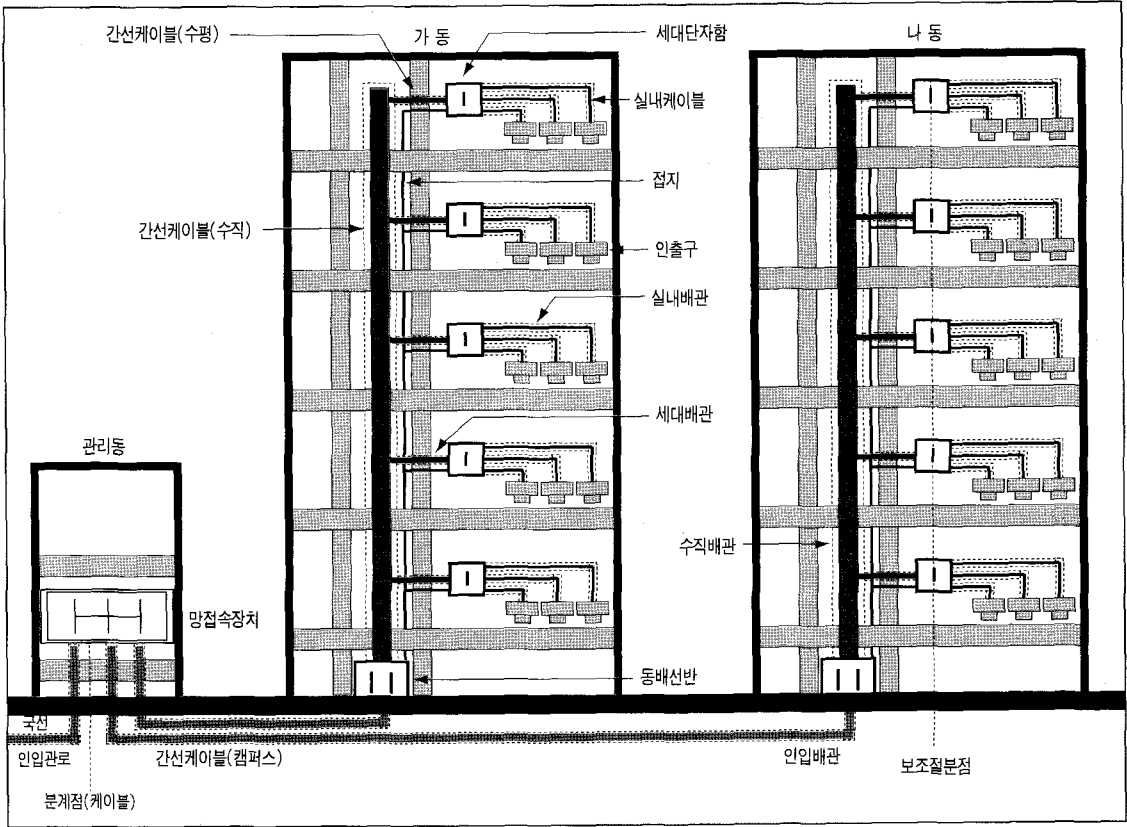 간선케이블(수평)
가 동
세대단자함
나 동
실내케이블
접지
간선케이블(수직)
인출구
실내배관
세대배관
관리동
수직배관
망접속장치
동배선반
국선
인입관로
간선케이블(캠퍼스)
인입배관
보조절분점
분계점(케이블)